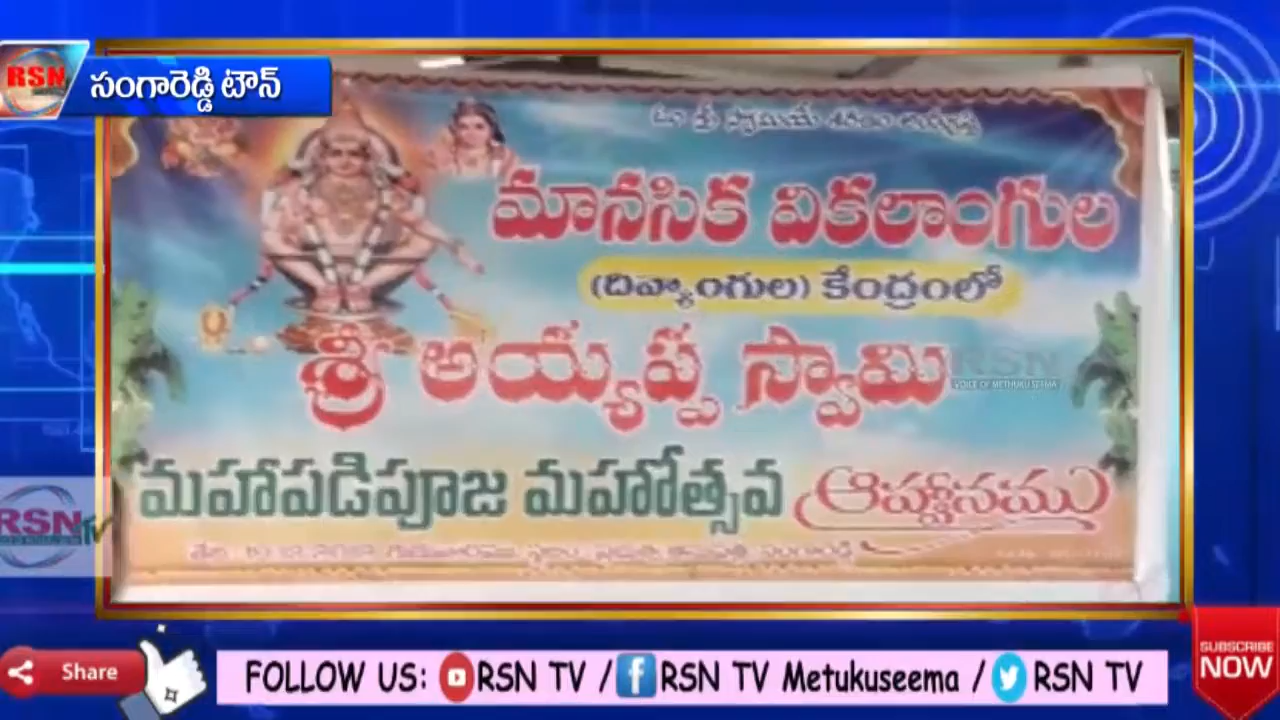 RSN
సంగారెడ్డి టౌన్
మానసిక వికలాంగుల
(దివ్యాంగుల) కేంద్రంలో
శ్రీ అయ్యప్ప స్వామి
RSN
VOICE OF METHUKU SEEMA
మహాపడిపూజ మహోత్సవ ఆహ్వానము
RSN TV
Share
FOLLOW US: RSN TV / RSN TV Metukuseema / RSN TV
SUBSCRIBE
NOW